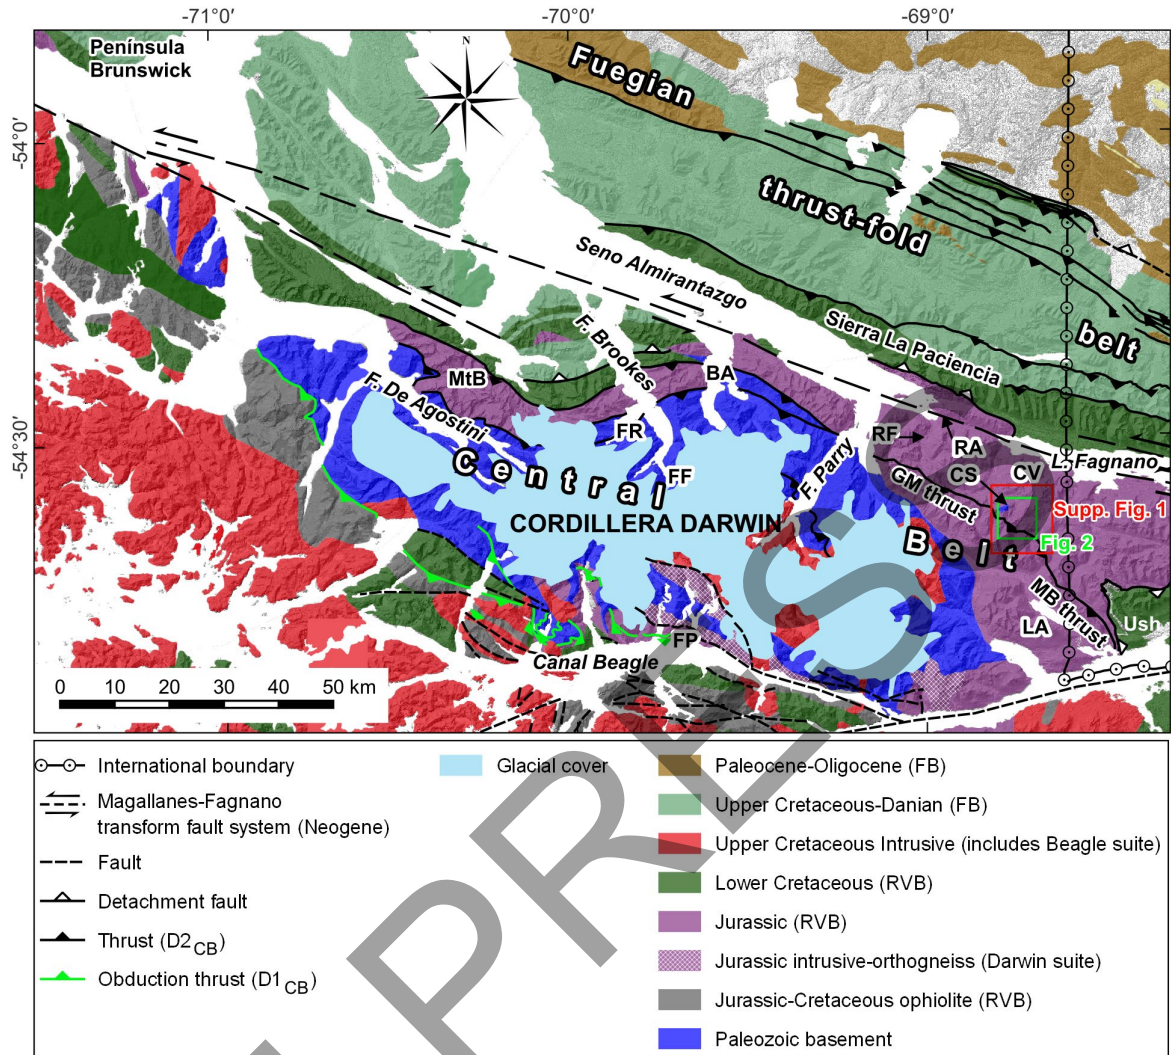 -71°0'
-70°0'
-69°0'
-54°0'
-54°30'
Península
Brunswick
N
Fuegian
thrust-fold
belt
Seno Almirantazgo
Sierra La Paciencia
F. Brookes
MtB
BA
F. De Agostini
FR
FF
F. Parry
RF
RA
L. Fagnano
CS
CV
GM thrust
Supp. Fig. 1
Fig. 2
Central
CORDILLERA DARWIN
Belt
MB thrust
LA
Ush
FP
Canal Beagle
0 10 20 30 40 50 km
International boundary
Magallanes-Fagnano
transform fault system (Neogene)
Fault
Detachment fault
Thrust (D2CB)
Obduction thrust (D1CB)
Glacial cover
Paleocene-Oligocene (FB)
Upper Cretaceous-Danian (FB)
Upper Cretaceous Intrusive (includes Beagle suite)
Lower Cretaceous (RVB)
Jurassic (RVB)
Jurassic intrusive-orthogneiss (Darwin suite)
Jurassic-Cretaceous ophiolite (RVB)
Paleozoic basement